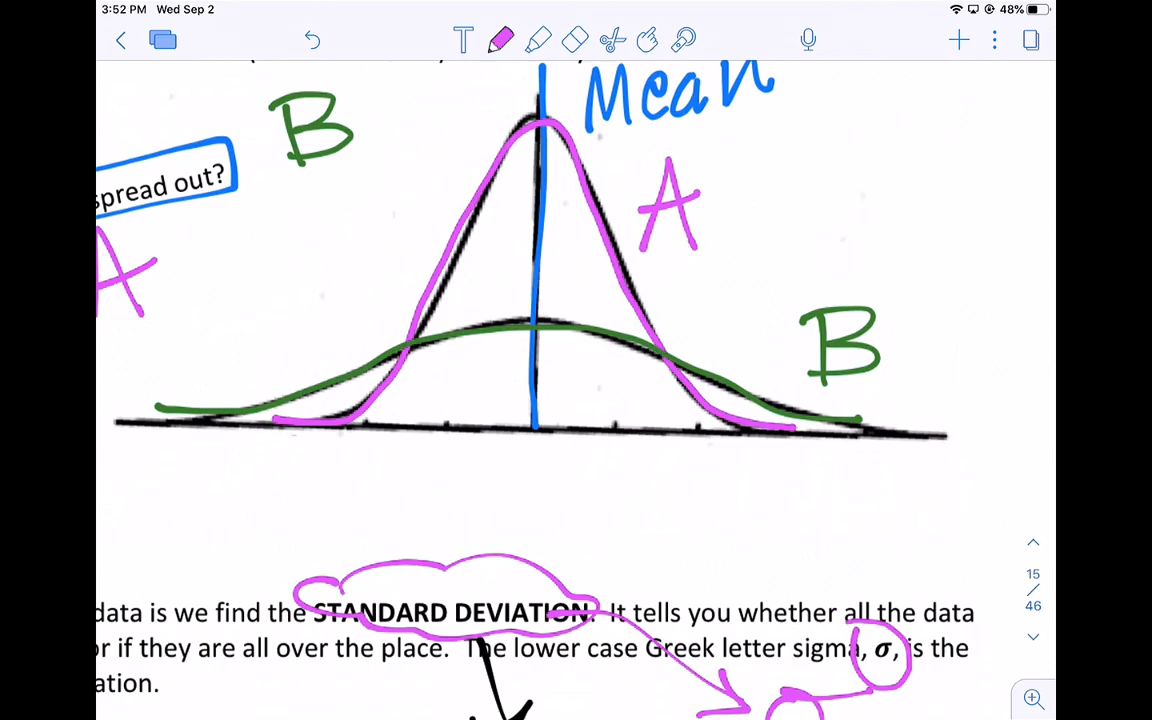 3:52 PM Wed Sep 2
48%
T
Mean
B
A
spread out?
A
B
15
/
46
data is we find the STANDARD DEVIATION. It tells you whether all the data
or if they are all over the place. The lower case Greek letter sigma, σ, is the
ation.